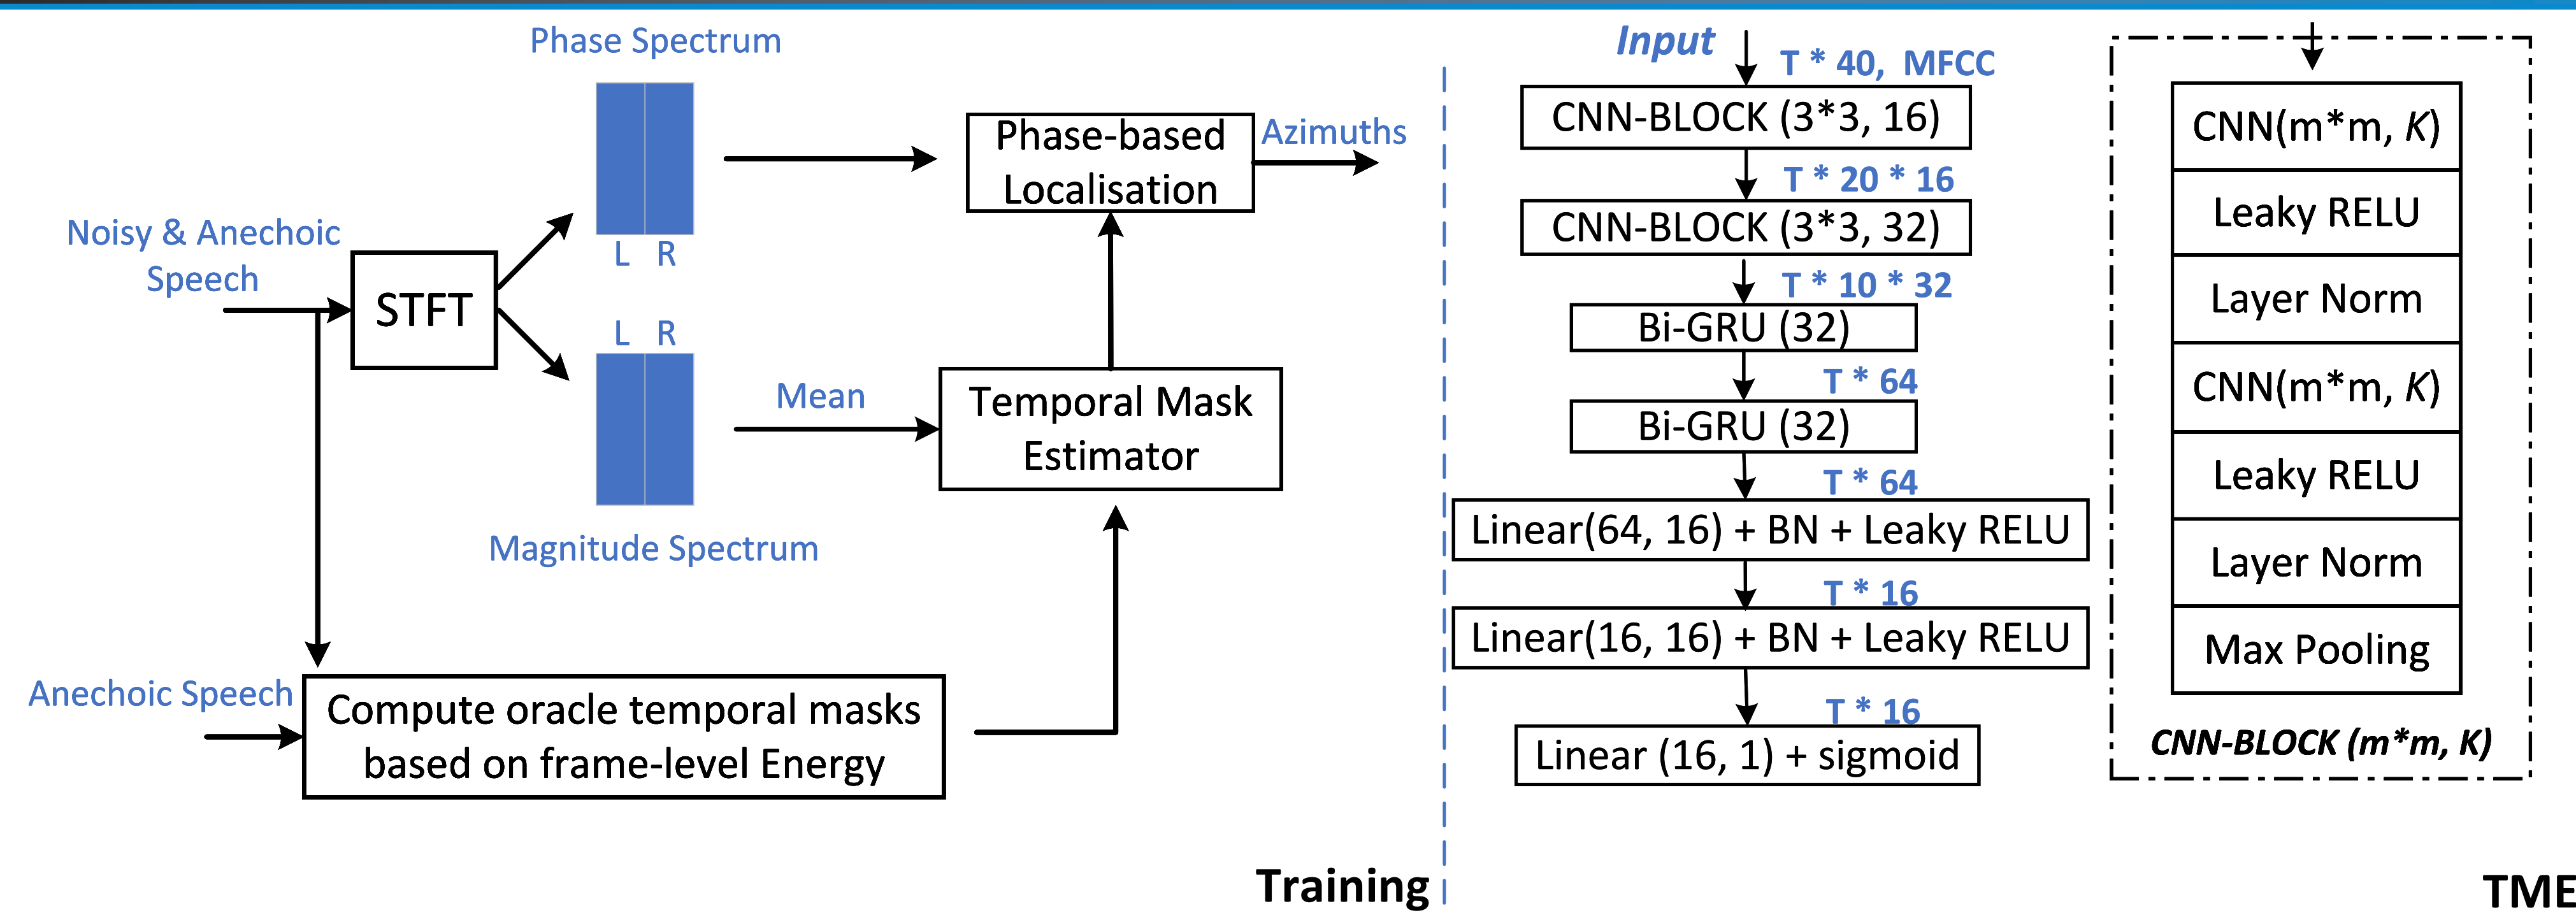 Phase Spectrum
L R
Noisy & Anechoic
Speech
STFT
L R
Magnitude Spectrum
Mean
Phase-based
Localisation
Azimuths
Temporal Mask
Estimator
Anechoic Speech
Compute oracle temporal masks
based on frame-level Energy
Training
Input
T * 40, MFCC
CNN-BLOCK (3*3, 16)
T * 20 * 16
CNN-BLOCK (3*3, 32)
T * 10 * 32
Bi-GRU (32)
T * 64
Bi-GRU (32)
T * 64
Linear(64, 16) + BN + Leaky RELU
T * 16
Linear(16, 16) + BN + Leaky RELU
T * 16
Linear (16, 1) + sigmoid
CNN(m*m, K)
Leaky RELU
Layer Norm
CNN(m*m, K)
Leaky RELU
Layer Norm
Max Pooling
CNN-BLOCK (m*m, K)
TME